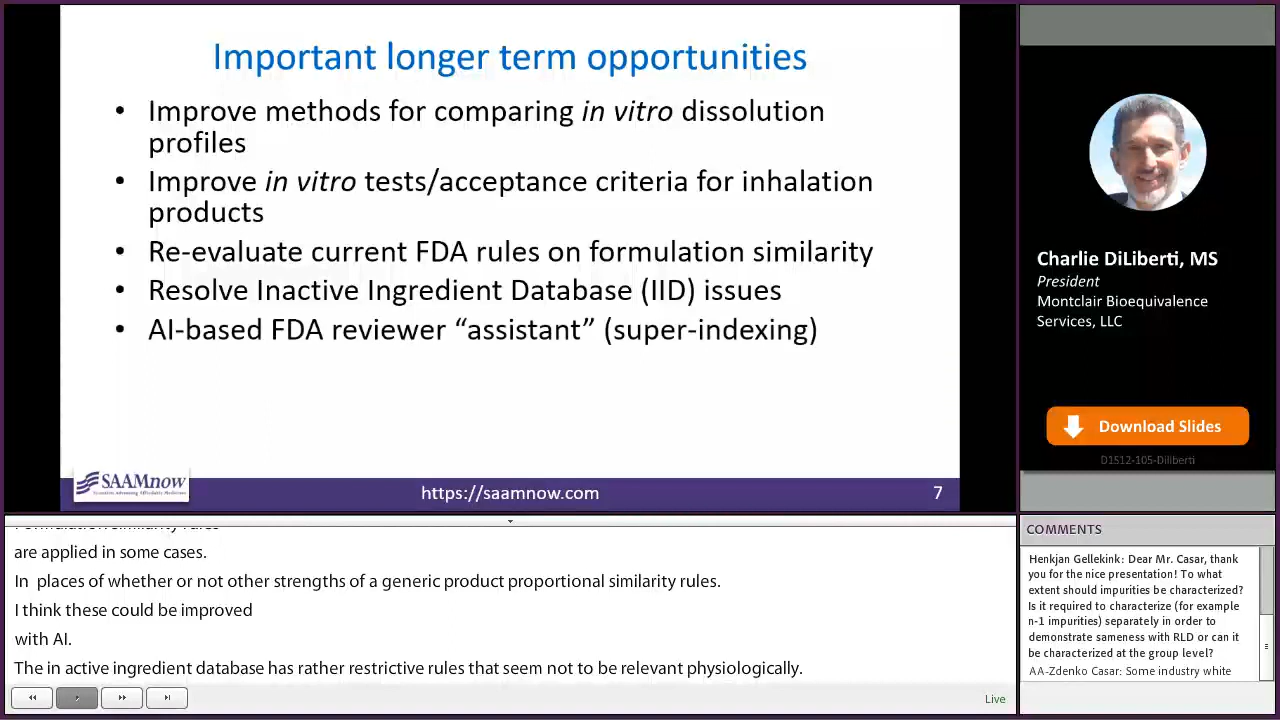 Important longer term opportunities
• Improve methods for comparing in vitro dissolution
profiles
• Improve in vitro tests/acceptance criteria for inhalation
products
• Re-evaluate current FDA rules on formulation similarity
• Resolve Inactive Ingredient Database (IID) issues
• AI-based FDA reviewer “assistant” (super-indexing)
SAAMnow
https://saamnow.com
7
Charlie DiLiberti, MS
President
Montclair Bioequivalence
Services, LLC
Download Slides
D1S12-105-Diliberti
are applied in some cases.
In places of whether or not other strengths of a generic product proportional similarity rules.
I think these could be improved
with AI.
The in active ingredient database has rather restrictive rules that seem not to be relevant physiologically.
Live
COMMENTS
Henkjan Gellekink: Dear Mr. Casar, thank
you for the nice presentation! To what
extent should impurities be characterized?
Is it required to characterize (for example
n-1 impurities) separately in order to
demonstrate sameness with RLD or can it
be characterized at the group level?
AA-Zdenko Casar: Some industry white